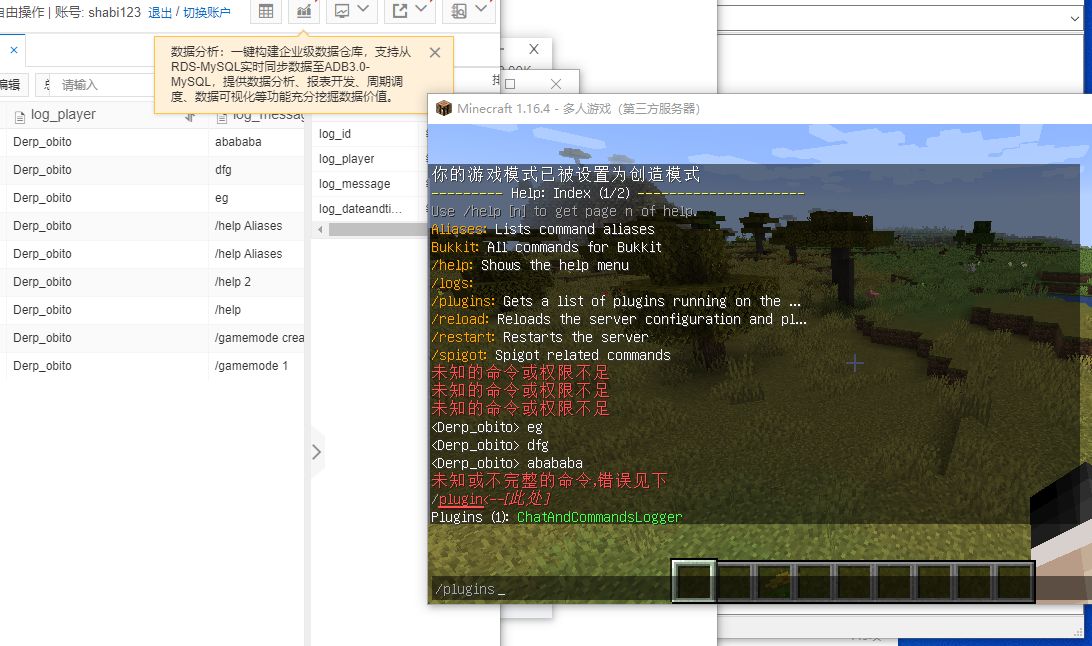 自由操作 | 账号: shabi123 退出 / 切换账户
数据分析：一键构建企业级数据仓库，支持从
RDS-MySQL实时同步数据至ADB3.0-
MySQL，提供数据分析、报表开发、周期调
度、数据可视化等功能充分挖掘数据价值。
编辑
请输入
log_player
log_messag
Derp_obito abababa
Derp_obito dfg
Derp_obito eg
Derp_obito /help Aliases
Derp_obito /help Aliases
Derp_obito /help 2
Derp_obito /help
Derp_obito /gamemode crea
Derp_obito /gamemode 1
log_id
log_player
log_message
log_dateandti...
Minecraft 1.16.4 - 多人游戏（第三方服务器）
你的游戏模式已被设置为创造模式
--------- Help: Index (1/2) -----------------------
Use /help [n] to get page n of help.
Aliases: Lists command aliases
Bukkit: All commands for Bukkit
/help: Shows the help menu
/logs:
/plugins: Gets a list of plugins running on the ...
/reload: Reloads the server configuration and pl...
/restart: Restarts the server
/spigot: Spigot related commands
未知的命令或权限不足
未知的命令或权限不足
未知的命令或权限不足
<Derp_obito> eg
<Derp_obito> dfg
<Derp_obito> abababa
未知或不完整的命令,错误见下
/plugin<--[此处]
Plugins (1): ChatAndCommandsLogger
/plugins_